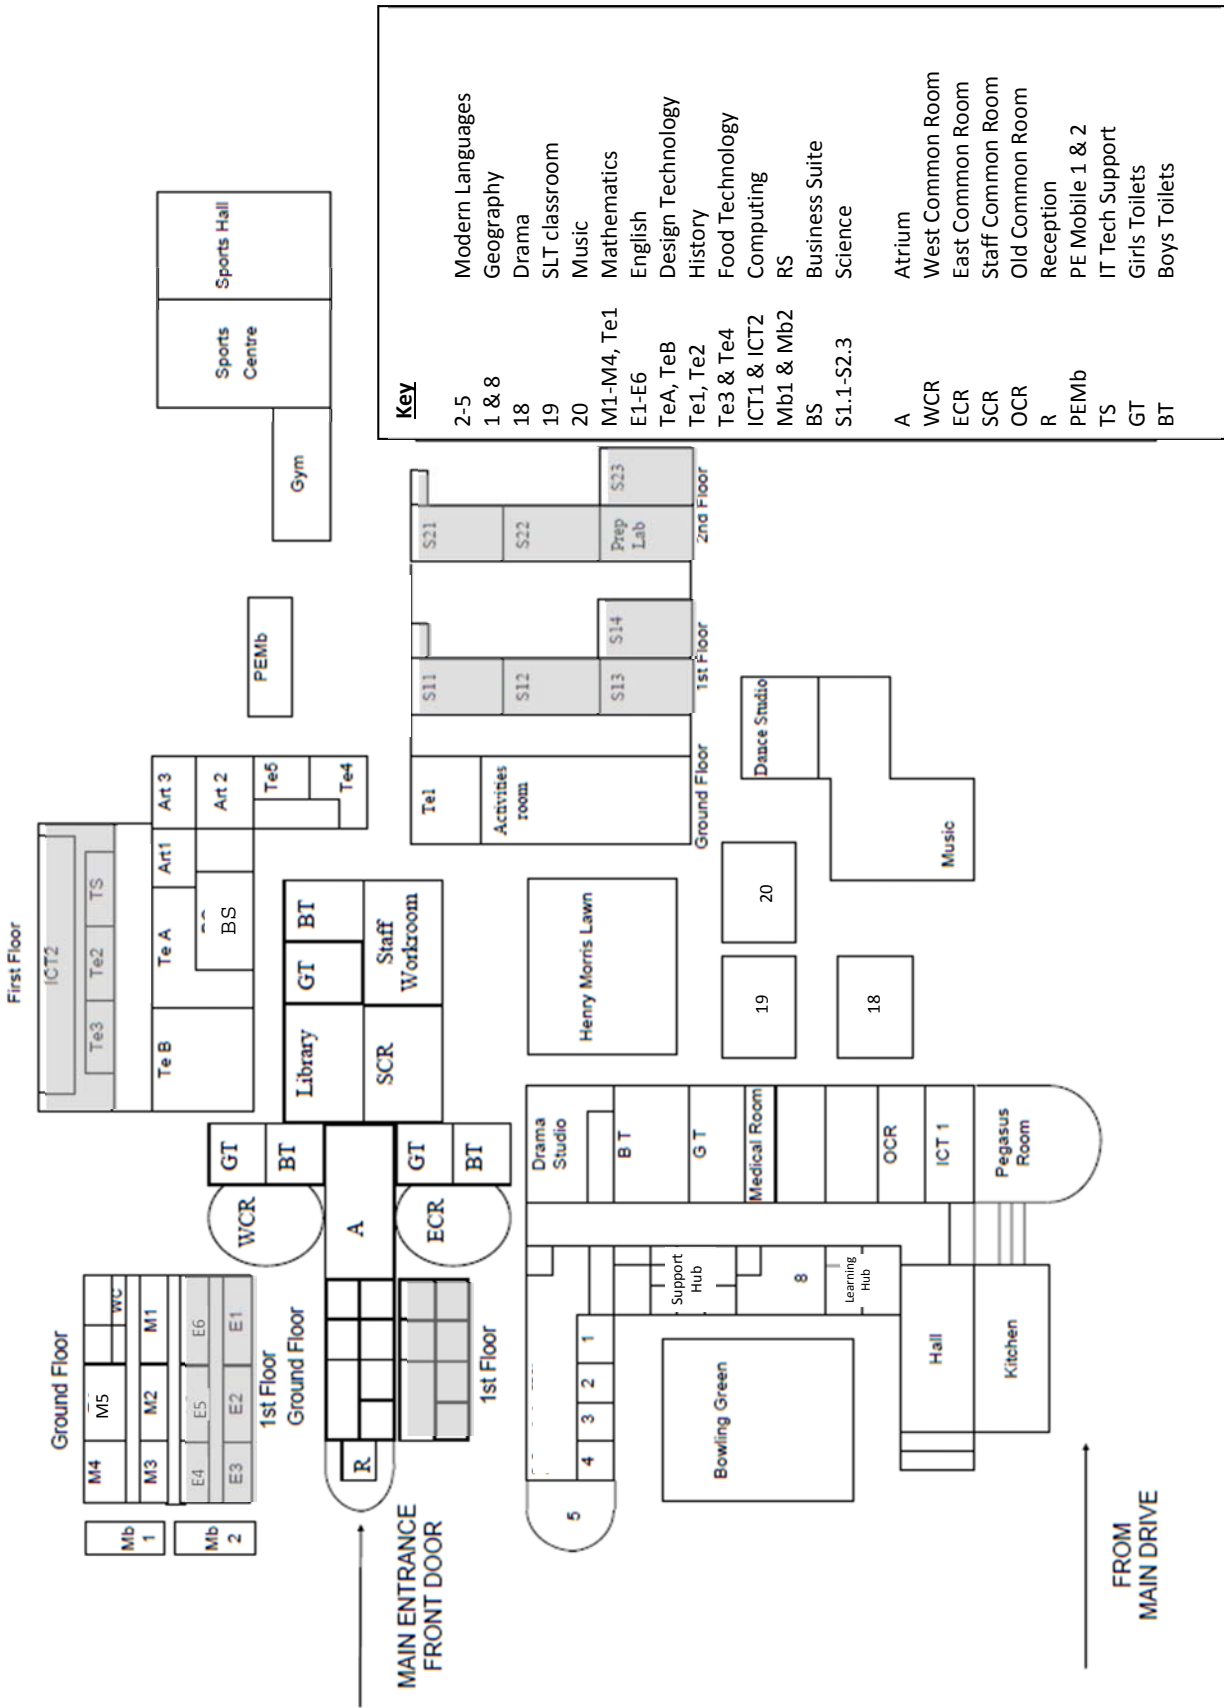 First Floor
ICT2
Te3
Te2
TS
Te B
Te A
Art1
Art 3
Art 2
BS
Te5
Te4
PEMb
Gym
Sports
Centre
Sports Hall
Ground Floor
M4
M5
WC
M3
M2
M1
E4
E5
E6
E3
E2
E1
1st Floor
Mb
1
Mb
2
Ground Floor
R
1st Floor
MAIN ENTRANCE
FRONT DOOR
WCR
GT
BT
A
ECR
GT
BT
Library
GT
BT
SCR
Staff
Workroom
Te1
Activities
room
Ground Floor
S11
S12
S13
S14
1st Floor
S21
S22
Prep
Lab
S23
2nd Floor
5
4
3
2
1
Bowling Green
Support
Hub
8
Learning
Hub
Hall
Kitchen
Drama
Studio
B T
G T
Medical Room
OCR
ICT 1
Pegasus
Room
Henry Morris Lawn
19
20
18
Music
Dance Studio
FROM
MAIN DRIVE
Key
2-5 Modern Languages
1 & 8 Geography
18 Drama
19 SLT classroom
20 Music
M1-M4, Te1 Mathematics
E1-E6 English
TeA, TeB Design Technology
Te1, Te2 History
Te3 & Te4 Food Technology
ICT1 & ICT2 Computing
Mb1 & Mb2 RS
BS Business Suite
S1.1-S2.3 Science
A Atrium
WCR West Common Room
ECR East Common Room
SCR Staff Common Room
OCR Old Common Room
R Reception
PEMb PE Mobile 1 & 2
TS IT Tech Support
GT Girls Toilets
BT Boys Toilets